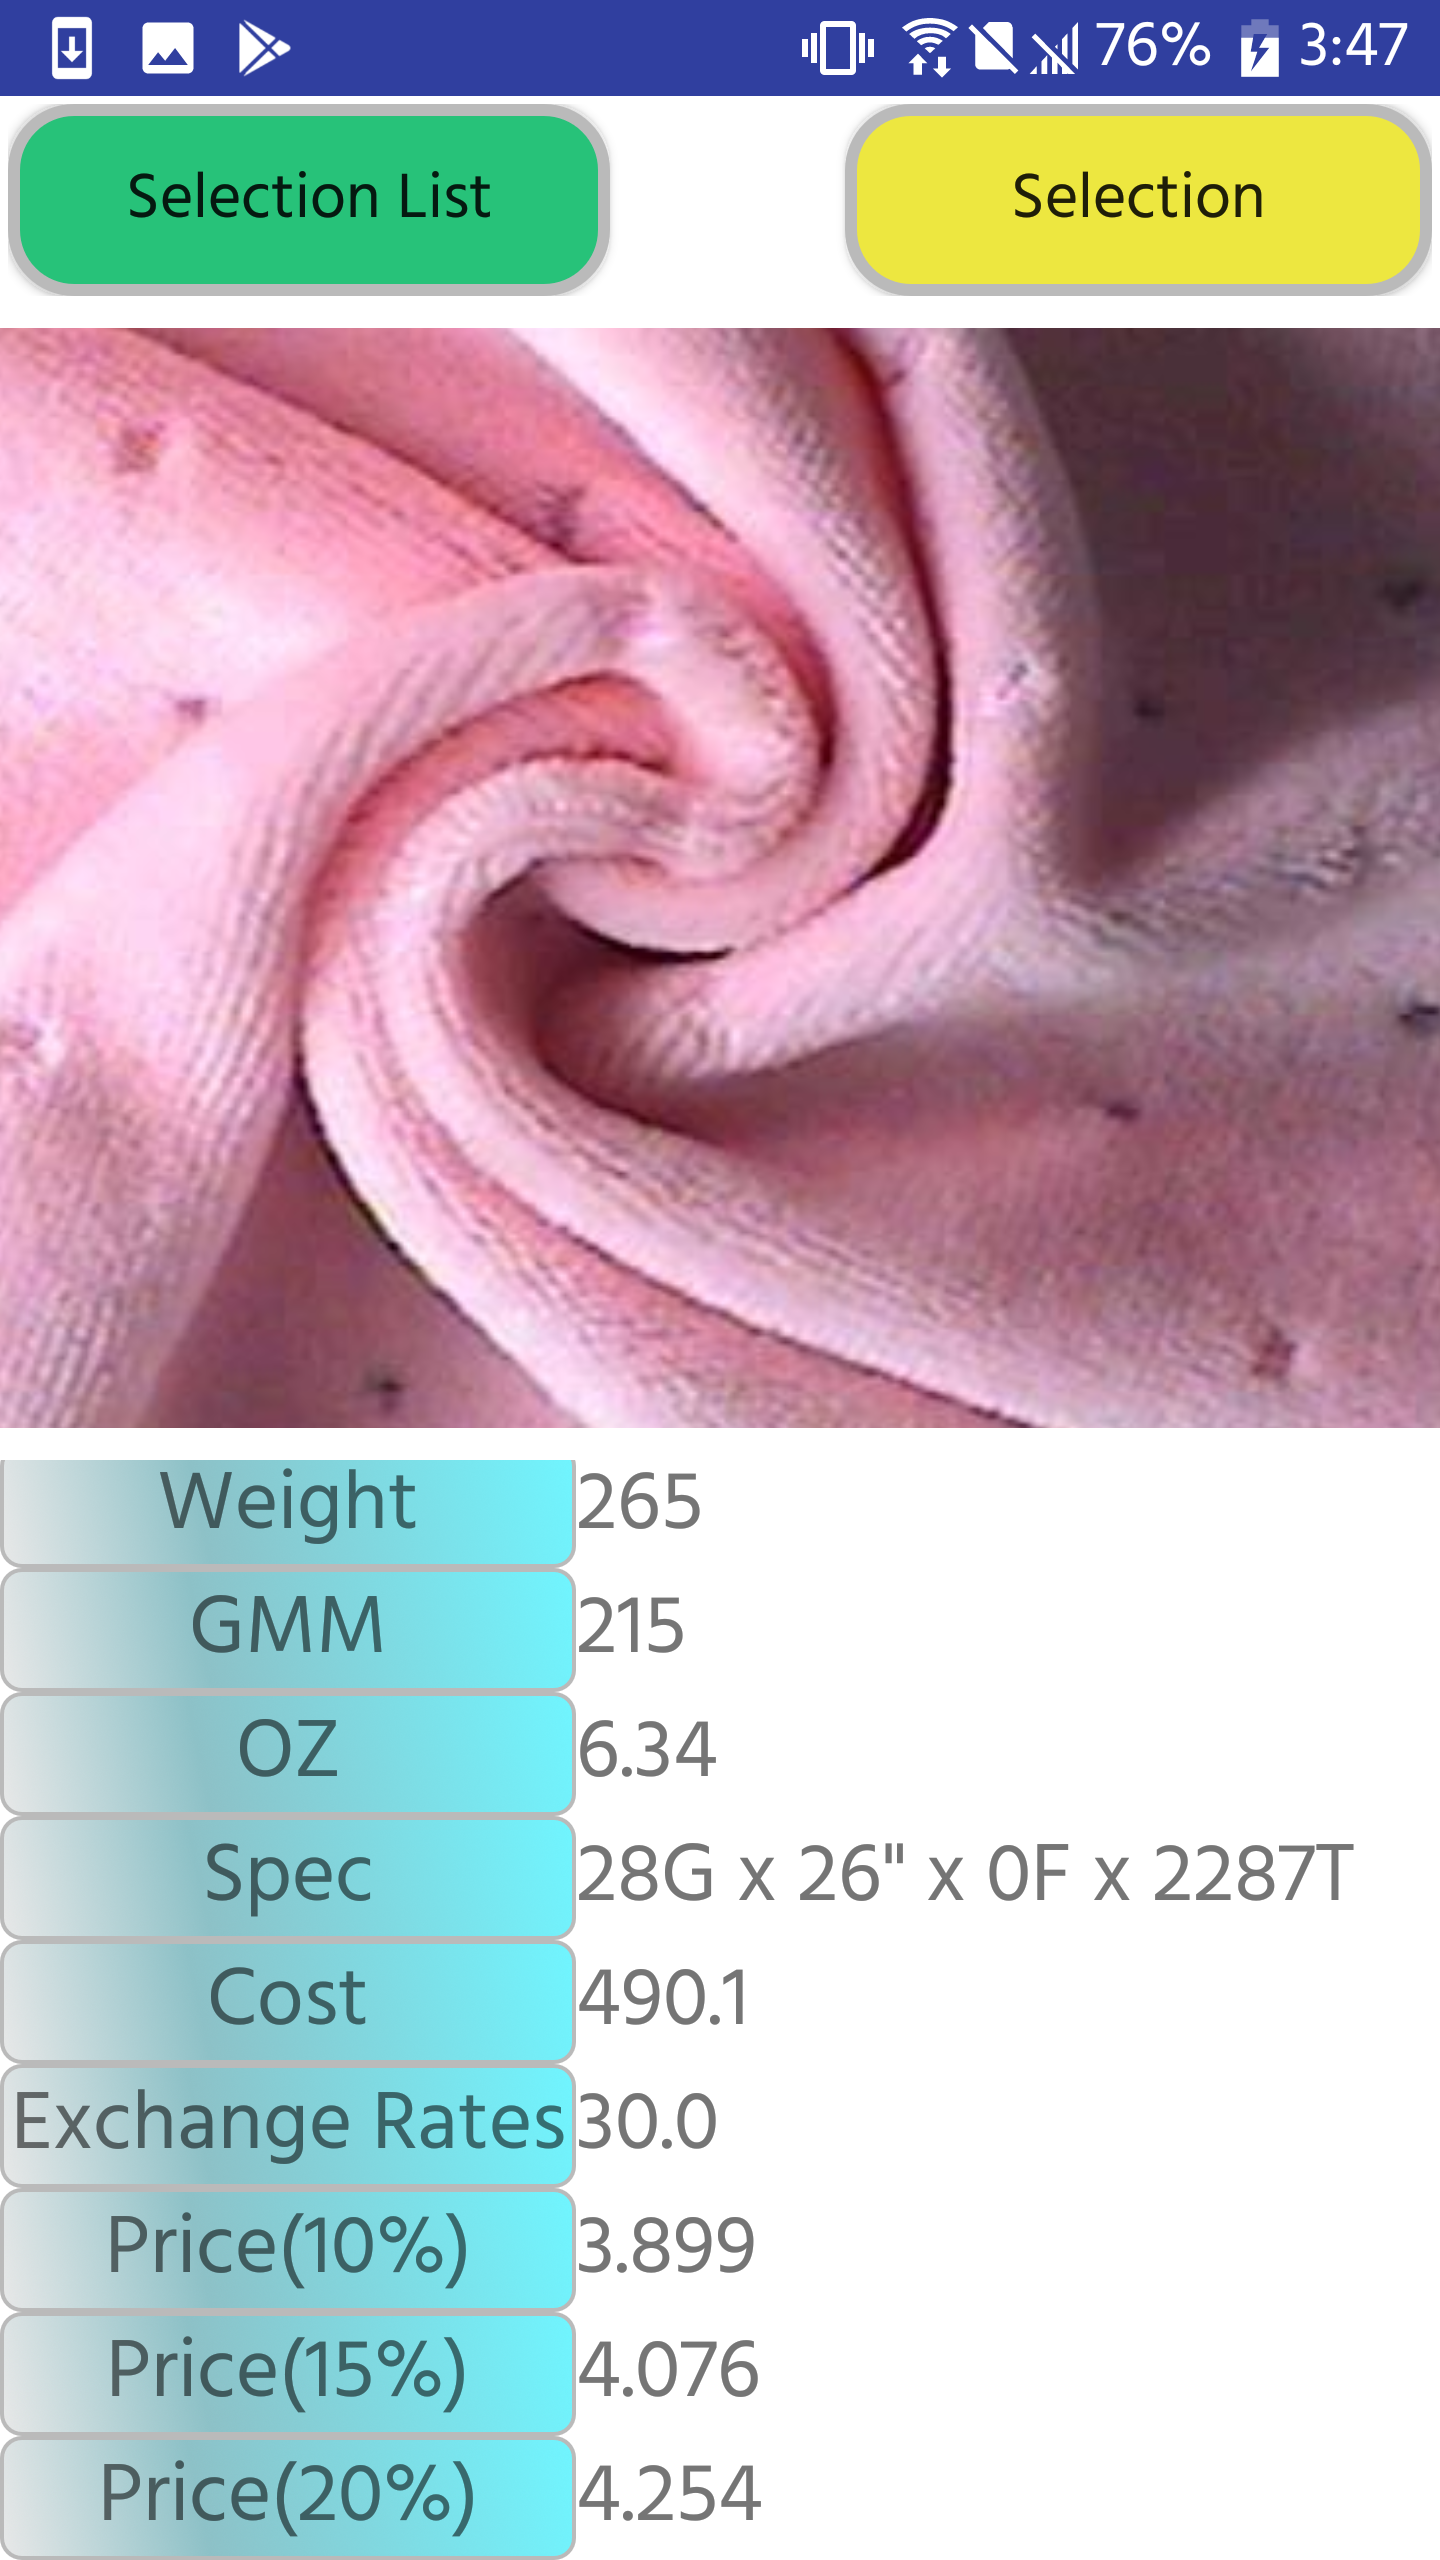 76% 3:47
Selection List Selection
Weight 265
GMM 215
OZ 6.34
Spec 28G x 26" x 0F x 2287T
Cost 490.1
Exchange Rates 30.0
Price(10%) 3.899
Price(15%) 4.076
Price(20%) 4.254